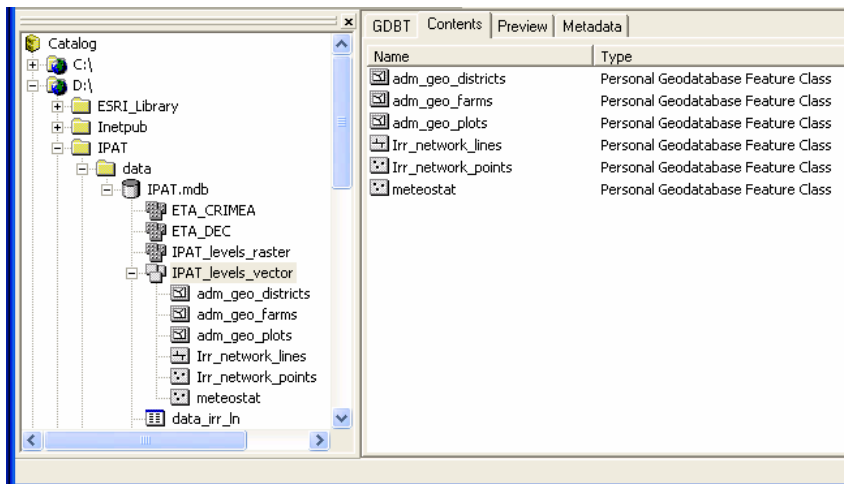 Catalog
C:\
D:\
ESRI_Library
Inetpub
IPAT
data
IPAT.mdb
ETA_CRIMEA
ETA_DEC
IPAT_levels_raster
IPAT_levels_vector
adm_geo_districts
adm_geo_farms
adm_geo_plots
Irr_network_lines
Irr_network_points
meteostat
data_irr_ln
GDBT Contents Preview Metadata
Name Type
adm_geo_districts Personal Geodatabase Feature Class
adm_geo_farms Personal Geodatabase Feature Class
adm_geo_plots Personal Geodatabase Feature Class
Irr_network_lines Personal Geodatabase Feature Class
Irr_network_points Personal Geodatabase Feature Class
meteostat Personal Geodatabase Feature Class